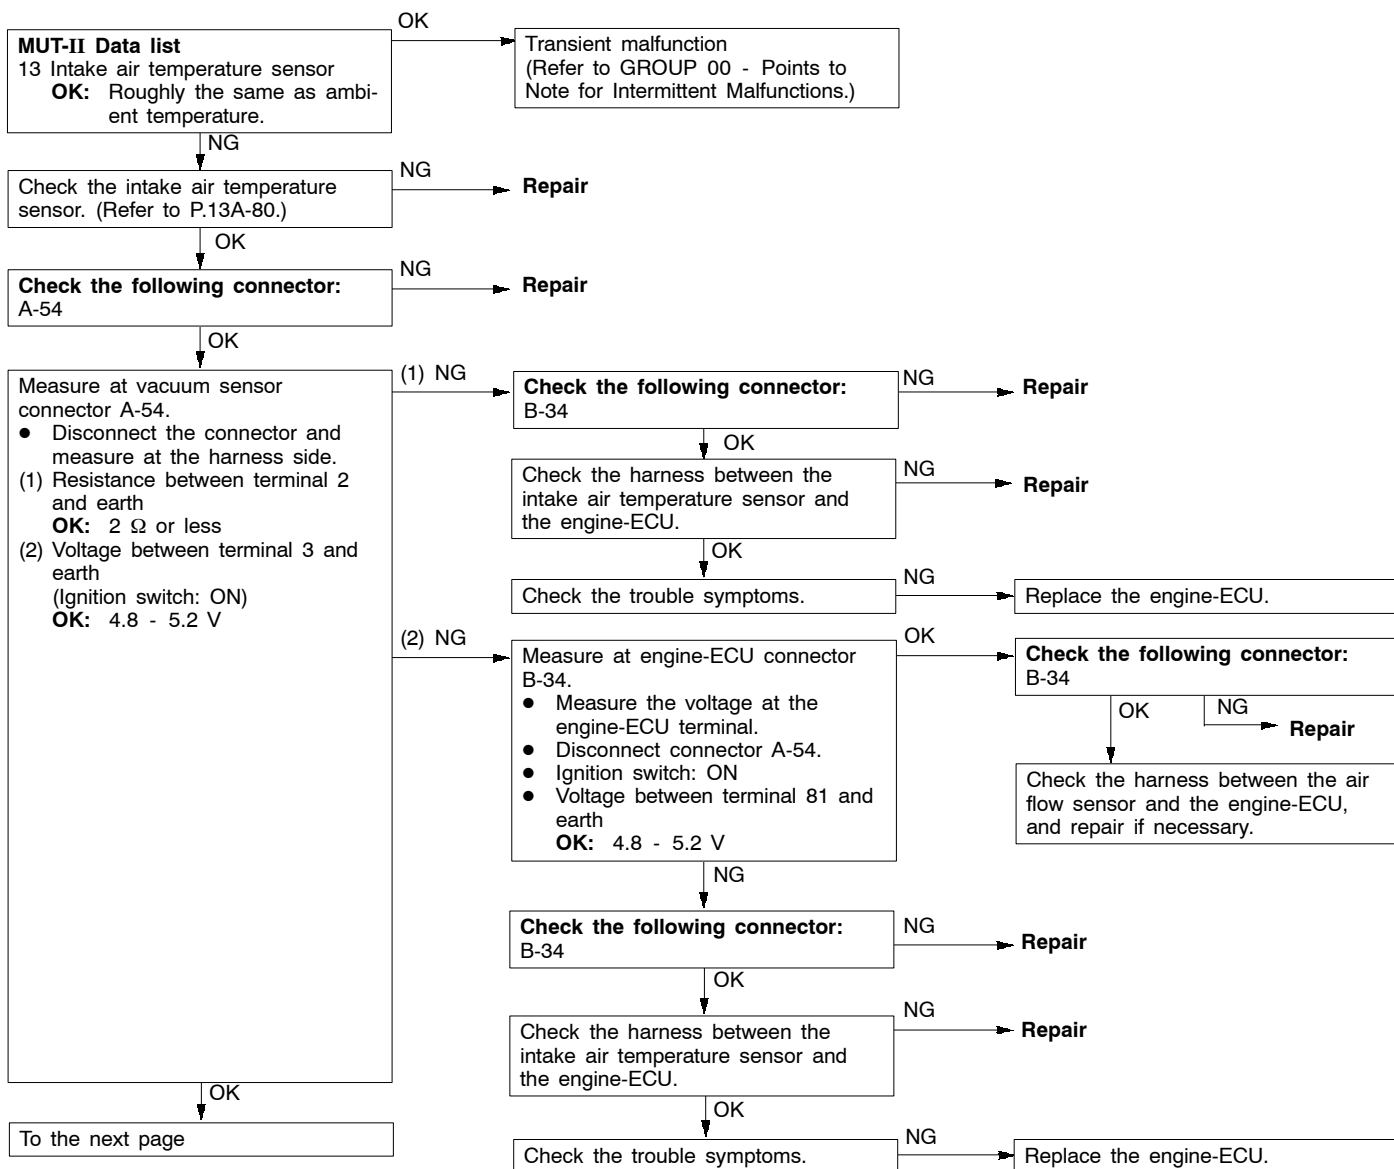 OK
MUT-II Data list
13 Intake air temperature sensor
OK: Roughly the same as ambi-
ent temperature.
Transient malfunction
(Refer to GROUP 00 - Points to
Note for Intermittent Malfunctions.)
NG
Check the intake air temperature
sensor. (Refer to P.13A-80.)
NG
Repair
OK
Check the following connector:
A-54
NG
Repair
OK
Measure at vacuum sensor
connector A-54.
● Disconnect the connector and
measure at the harness side.
(1) Resistance between terminal 2
and earth
OK: 2 Ω or less
(2) Voltage between terminal 3 and
earth
(Ignition switch: ON)
OK: 4.8 - 5.2 V
(1) NG
Check the following connector:
B-34
NG
Repair
OK
Check the harness between the
intake air temperature sensor and
the engine-ECU.
NG
Repair
OK
Check the trouble symptoms.
NG
Replace the engine-ECU.
(2) NG
Measure at engine-ECU connector
B-34.
● Measure the voltage at the
engine-ECU terminal.
● Disconnect connector A-54.
● Ignition switch: ON
● Voltage between terminal 81 and
earth
OK: 4.8 - 5.2 V
OK
Check the following connector:
B-34
OK
NG
Repair
Check the harness between the air
flow sensor and the engine-ECU,
and repair if necessary.
NG
Check the following connector:
B-34
NG
Repair
OK
Check the harness between the
intake air temperature sensor and
the engine-ECU.
NG
Repair
OK
Check the trouble symptoms.
NG
Replace the engine-ECU.
OK
To the next page